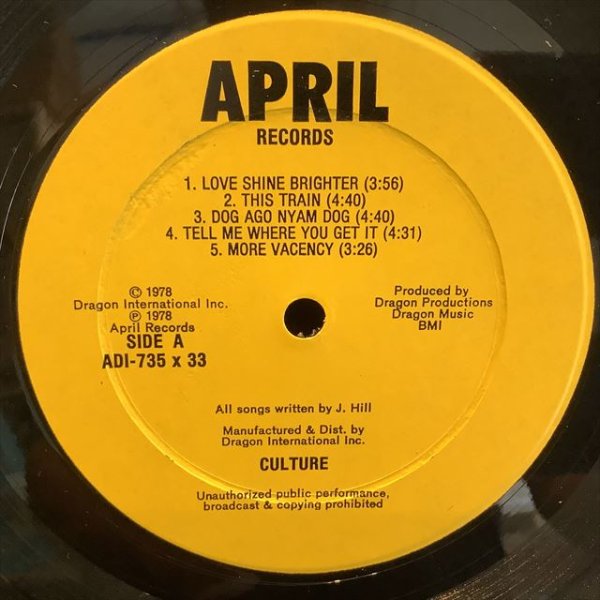 APRIL
RECORDS
1. LOVE SHINE BRIGHTER (3:56)
2. THIS TRAIN (4:40)
3. DOG AGO NYAM DOG (4:40)
4. TELL ME WHERE YOU GET IT (4:31)
5. MORE VACENCY (3:26)
© 1978
Dragon International Inc.
℗ 1978
April Records
SIDE A
ADI-735 x 33
Produced by
Dragon Productions
Dragon Music
BMI
All songs written by J. Hill
Manufactured & Dist. by
Dragon International Inc.
CULTURE
Unauthorized public performance,
broadcast & copying prohibited